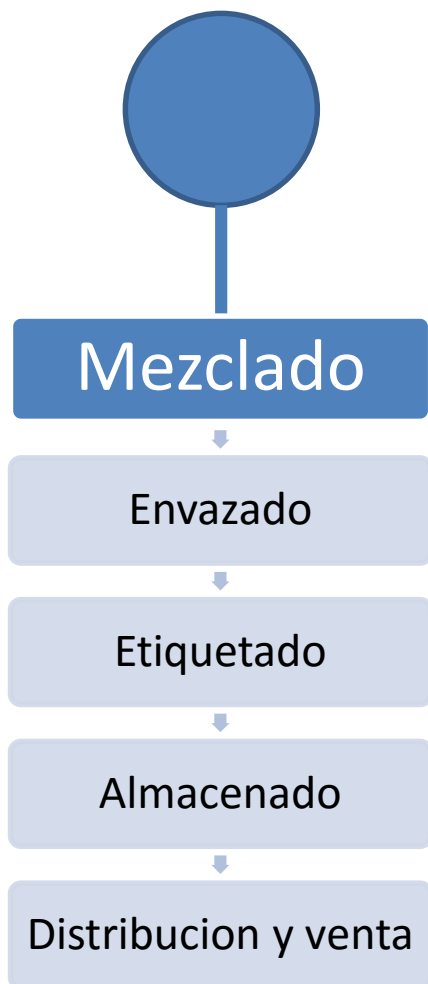 Mezclado
Envazado
Etiquetado
Almacenado
Distribucion y venta